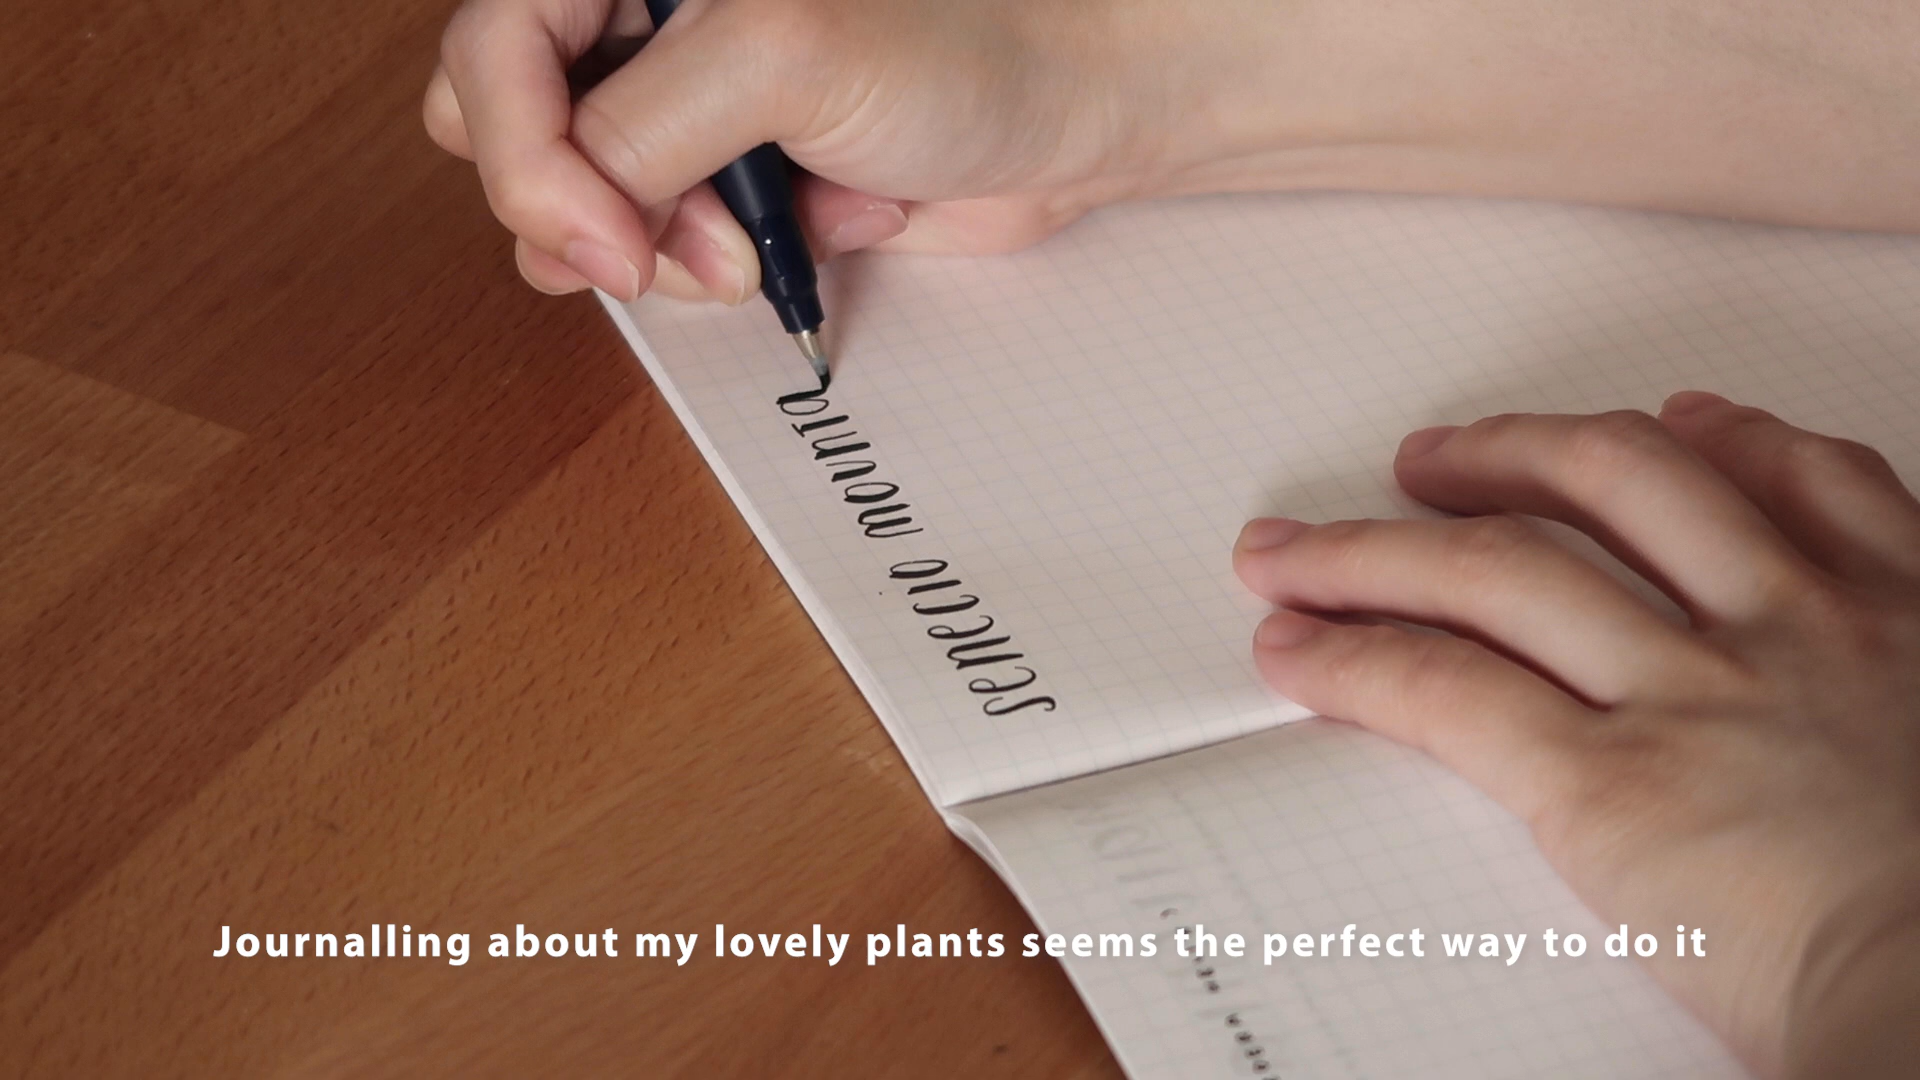 senecio mounta
Journalling about my lovely plants seems the perfect way to do it